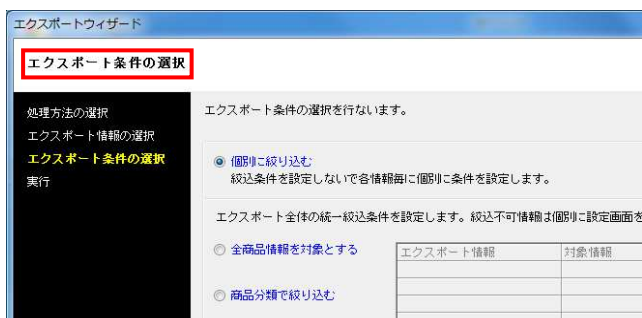 エクスポートウィザード
エクスポート条件の選択
処理方法の選択
エクスポート情報の選択
エクスポート条件の選択
実行
エクスポート条件の選択を行ないます。
個別に絞り込む
絞込条件を設定しないで各情報毎に個別に条件を設定します。
エクスポート全体の統一絞込条件を設定します。絞込不可情報は個別に設定画面を
全商品情報を対象とする
エクスポート情報 対象情報
商品分類で絞り込む